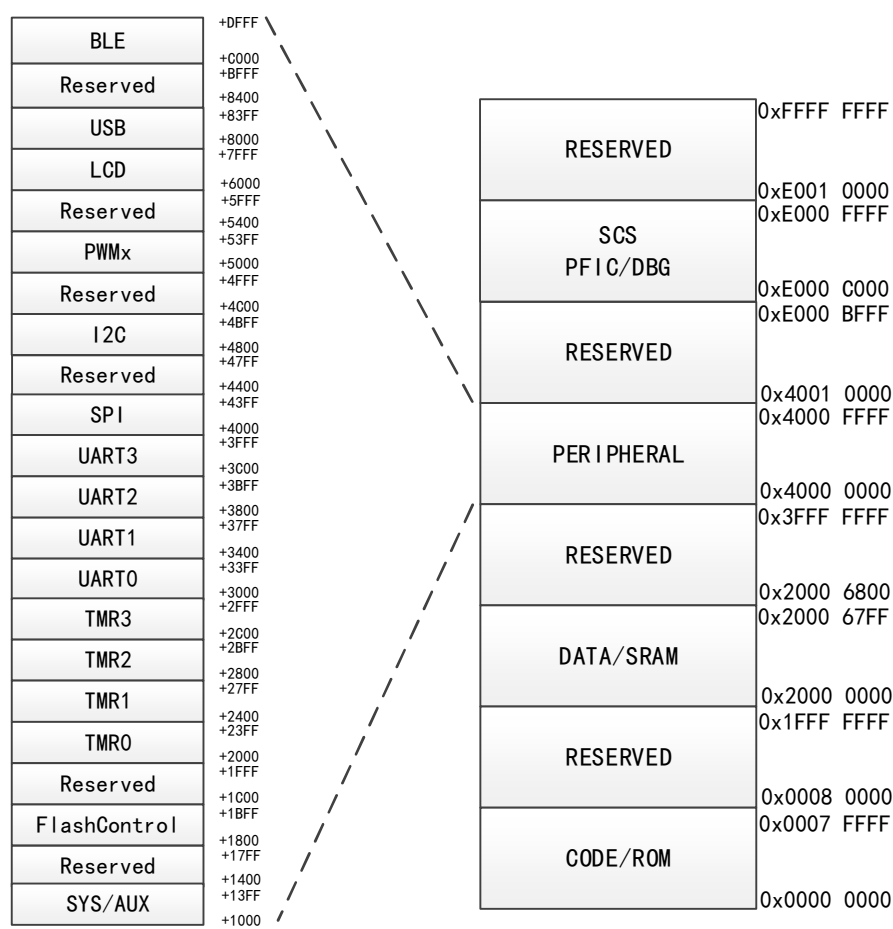 BLE
+DFFF
+C000
Reserved
+BFFF
+8400
USB
+83FF
+8000
LCD
+7FFF
+6000
Reserved
+5FFF
+5400
PWMx
+53FF
+5000
Reserved
+4FFF
+4C00
I2C
+4BFF
+4800
Reserved
+47FF
+4400
SPI
+43FF
+4000
UART3
+3FFF
+3C00
UART2
+3BFF
+3800
UART1
+37FF
+3400
UART0
+33FF
+3000
TMR3
+2FFF
+2C00
TMR2
+2BFF
+2800
TMR1
+27FF
+2400
TMR0
+23FF
+2000
Reserved
+1FFF
+1C00
FlashControl
+1BFF
+1800
Reserved
+17FF
+1400
SYS/AUX
+13FF
+1000
RESERVED
0xFFFF FFFF
0xE001 0000
SCS
PFIC/DBG
0xE000 FFFF
0xE000 C000
RESERVED
0xE000 BFFF
0x4001 0000
PERIPHERAL
0x4000 FFFF
0x4000 0000
RESERVED
0x3FFF FFFF
0x2000 6800
DATA/SRAM
0x2000 67FF
0x2000 0000
RESERVED
0x1FFF FFFF
0x0008 0000
CODE/ROM
0x0007 FFFF
0x0000 0000